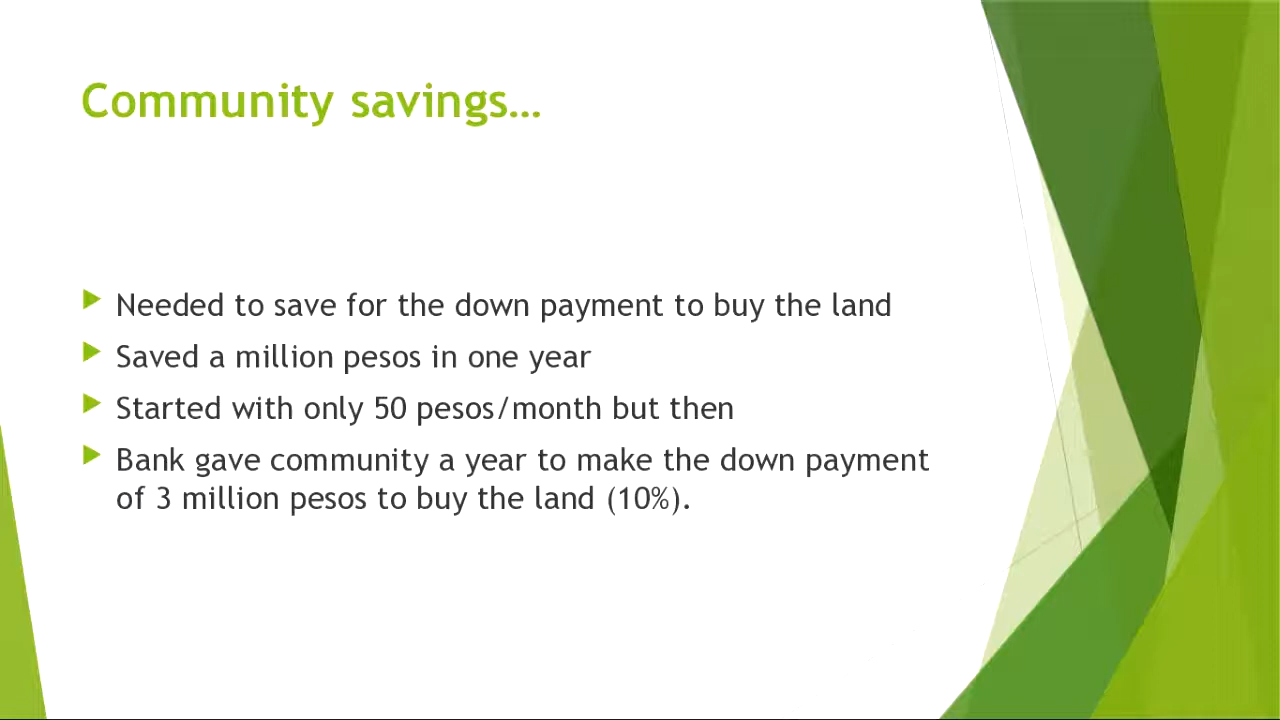 Community savings…
Needed to save for the down payment to buy the land
Saved a million pesos in one year
Started with only 50 pesos/month but then
Bank gave community a year to make the down payment
of 3 million pesos to buy the land (10%).